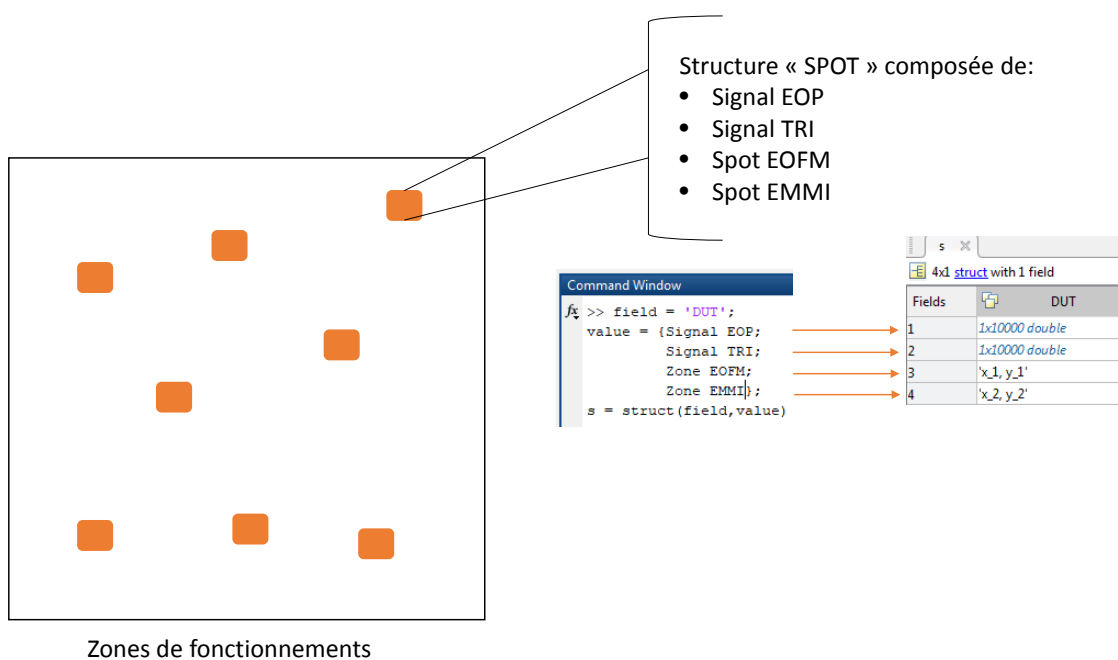 Structure « SPOT » composée de:
• Signal EOP
• Signal TRI
• Spot EOFM
• Spot EMMI
Command Window
fx >> field = 'DUT';
value = {Signal EOP;
Signal TRI;
Zone EOFM;
Zone EMMI};
s = struct(field,value)
s
4x1 struct with 1 field
Fields DUT
1 1x10000 double
2 1x10000 double
3 'x_1, y_1'
4 'x_2, y_2'
Zones de fonctionnements